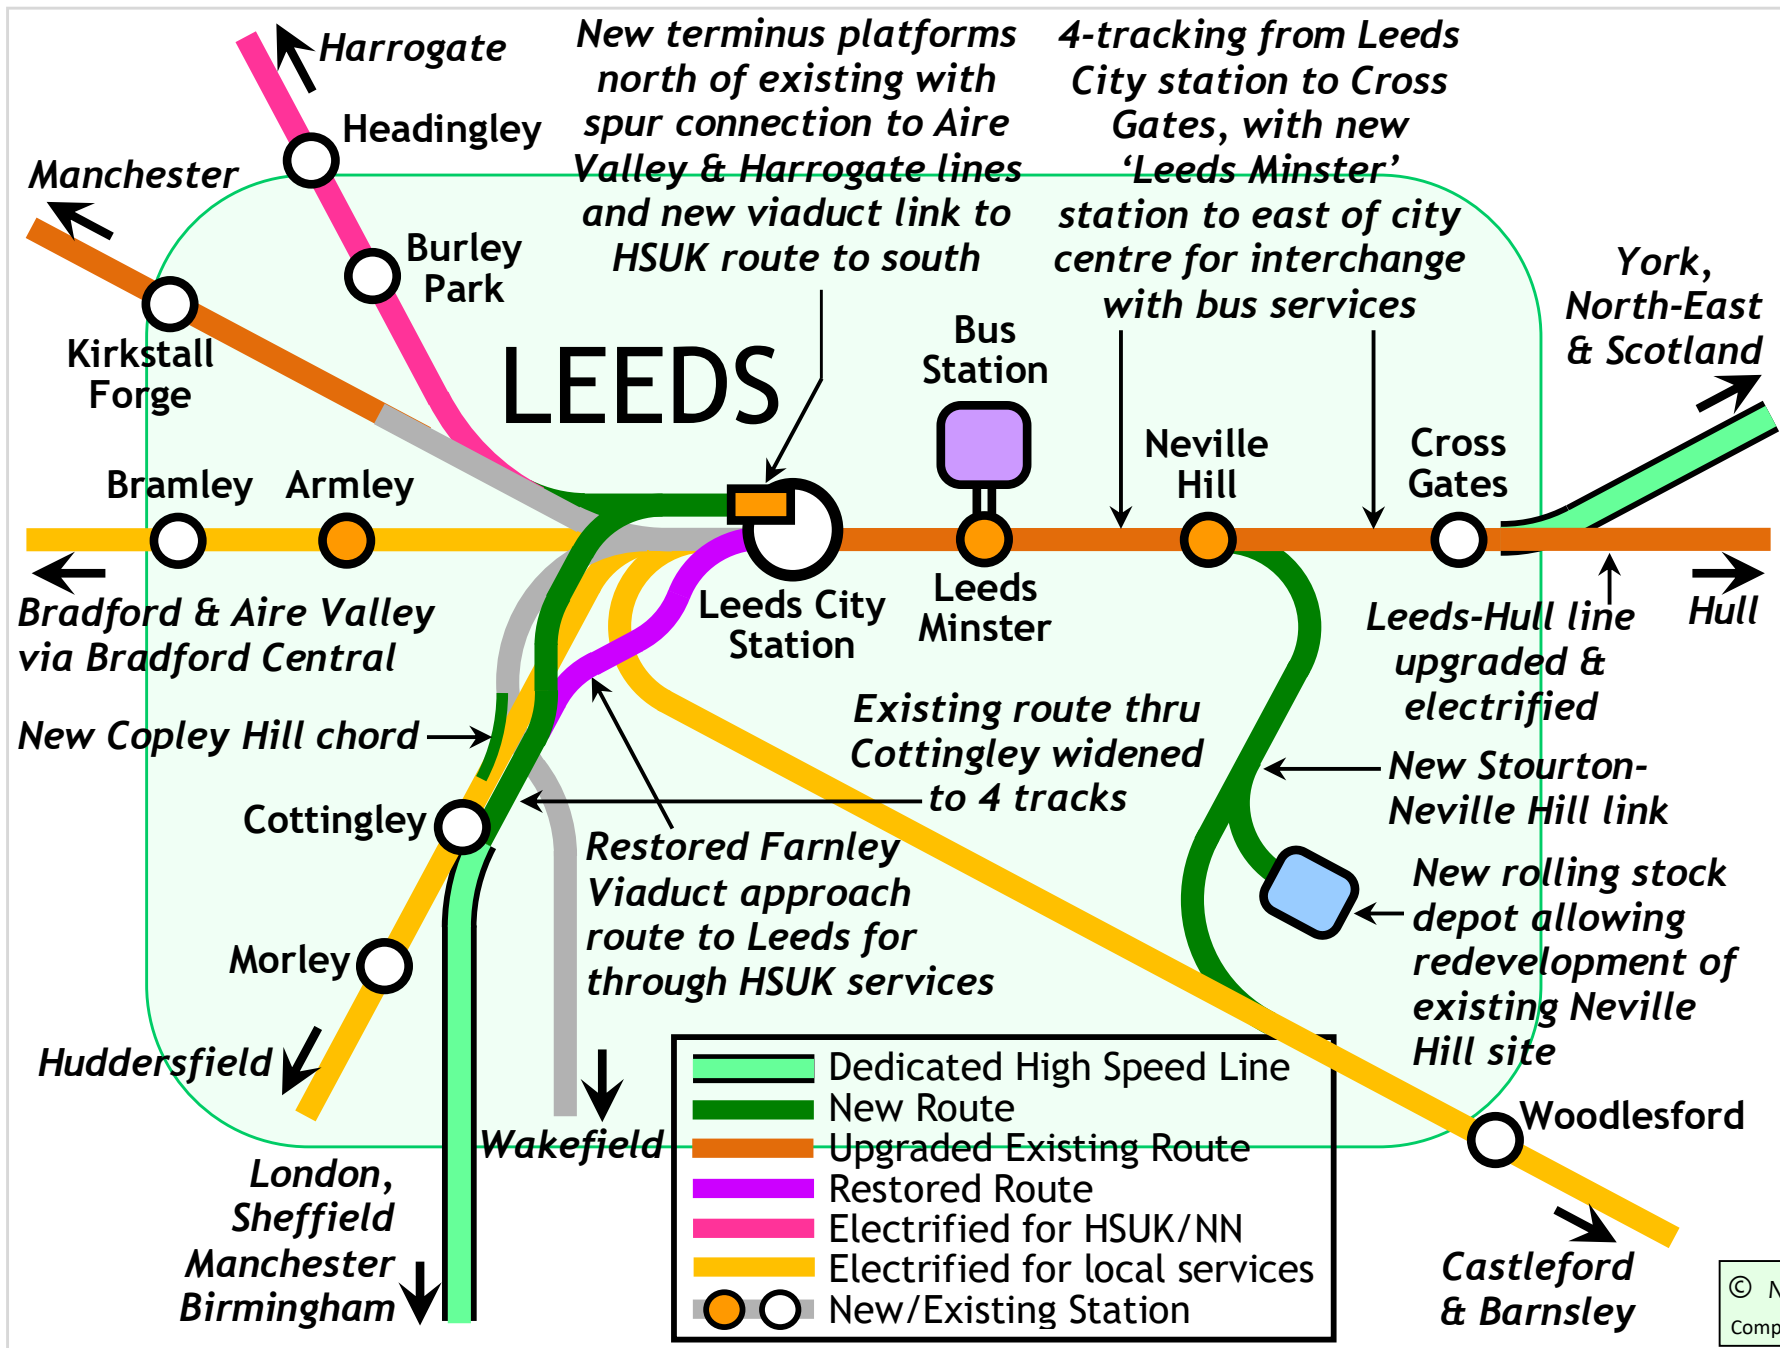 Harrogate
Headingley
Manchester
Burley
Park
Kirkstall
Forge
New terminus platforms
north of existing with
spur connection to Aire
Valley & Harrogate lines
and new viaduct link to
HSUK route to south
4-tracking from Leeds
City station to Cross
Gates, with new
‘Leeds Minster’
station to east of city
centre for interchange
with bus services
York,
North-East
& Scotland
LEEDS
Bus
Station
Neville
Hill
Cross
Gates
Bramley
Armley
Bradford & Aire Valley
via Bradford Central
Leeds City
Station
Leeds
Minster
Leeds-Hull line
upgraded &
electrified
Hull
New Copley Hill chord
Existing route thru
Cottingley widened
to 4 tracks
New Stourton-
Neville Hill link
Cottingley
Restored Farnley
Viaduct approach
route to Leeds for
through HSUK services
New rolling stock
depot allowing
redevelopment of
existing Neville
Hill site
Morley
Huddersfield
Wakefield
London,
Sheffield
Manchester
Birmingham
Dedicated High Speed Line
New Route
Upgraded Existing Route
Restored Route
Electrified for HSUK/NN
Electrified for local services
New/Existing Station
Woodlesford
Castleford
& Barnsley
©